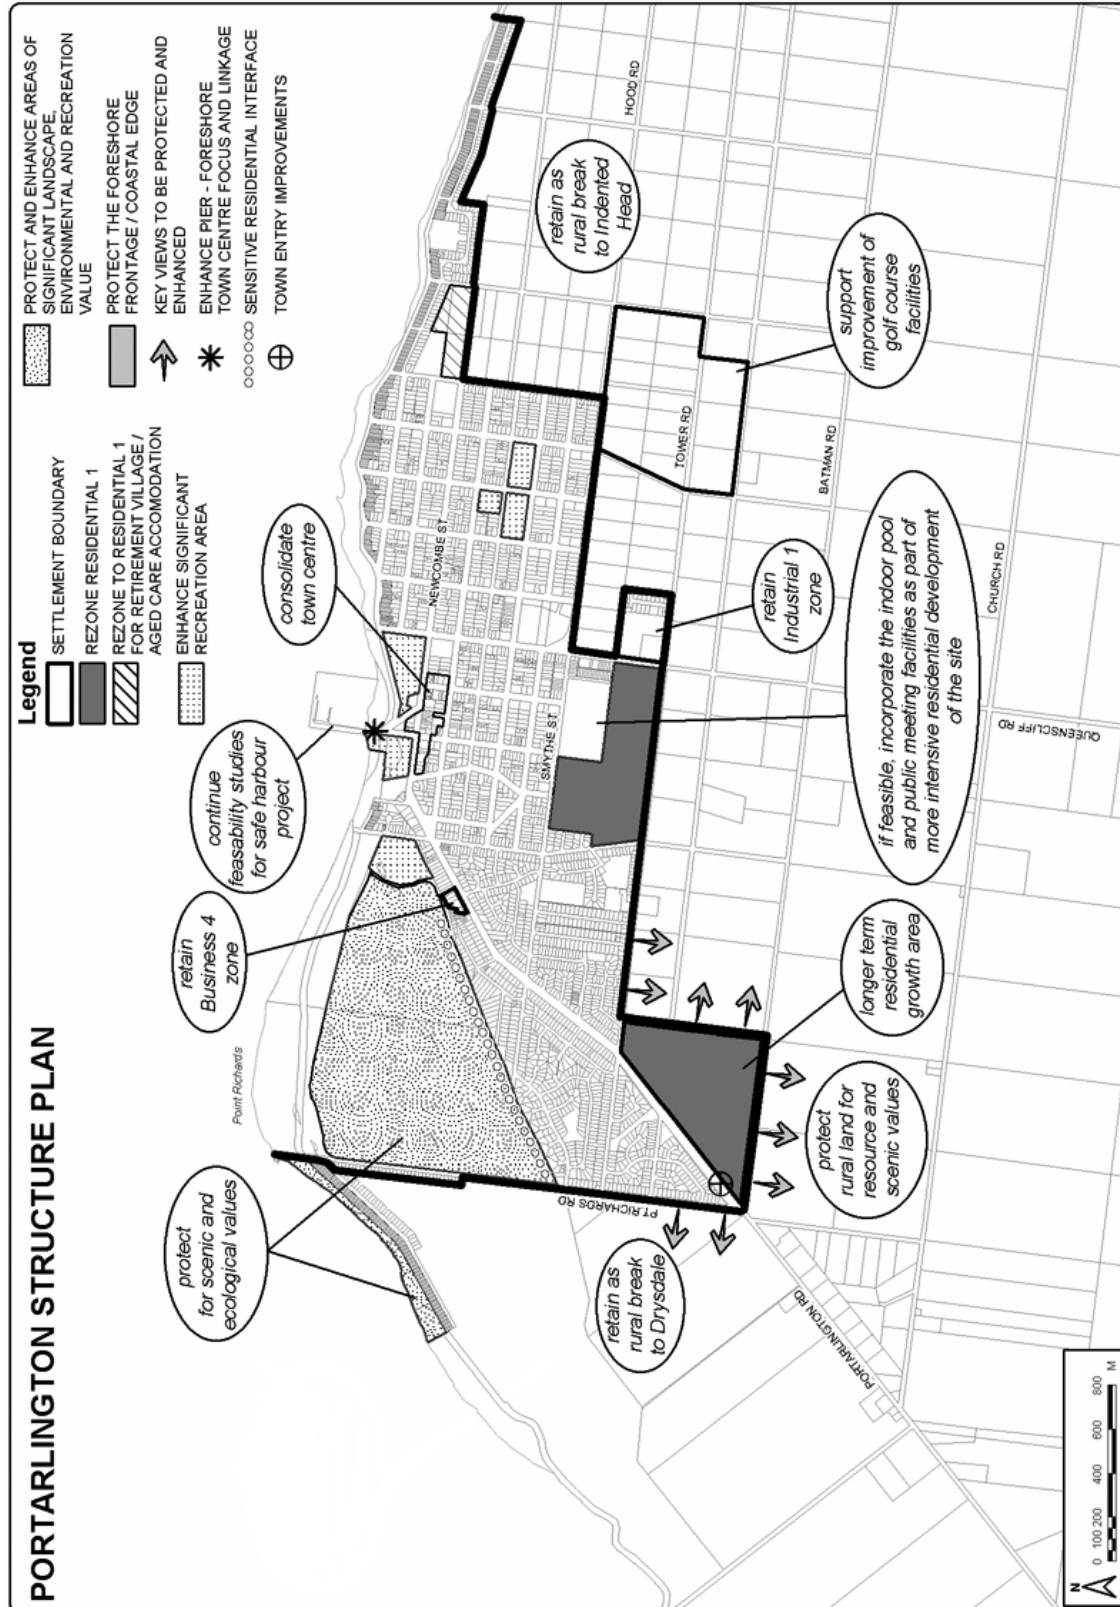 PORTARLINGTON STRUCTURE PLAN
Legend
SETTLEMENT BOUNDARY
REZONE RESIDENTIAL 1
REZONE TO RESIDENTIAL 1
FOR RETIREMENT VILLAGE /
AGED CARE ACCOMODATION
ENHANCE SIGNIFICANT
RECREATION AREA
PROTECT AND ENHANCE AREAS OF
SIGNIFICANT LANDSCAPE,
ENVIRONMENTAL AND RECREATION
VALUE
PROTECT THE FORESHORE
FRONTAGE / COASTAL EDGE
KEY VIEWS TO BE PROTECTED AND
ENHANCED
ENHANCE PIER - FORESHORE
TOWN CENTRE FOCUS AND LINKAGE
SENSITIVE RESIDENTIAL INTERFACE
TOWN ENTRY IMPROVEMENTS
protect
for scenic and
ecological values
Point Richards
retain
Business 4
zone
continue
feasability studies
for safe harbour
project
consolidate
town centre
NEWCOMBE ST
SMYTHE ST
retain as
rural break
to Indented
Head
HOOD RD
TOWER RD
BATMAN RD
support
improvement of
golf course
facilities
retain
Industrial 1
zone
if feasible, incorporate the indoor pool
and public meeting facilities as part of
more intensive residential development
of the site
CHURCH RD
QUEENSCLIFF RD
longer term
residential
growth area
protect
rural land for
resource and
scenic values
PT.RICHARDS RD
retain as
rural break
to Drysdale
PORTARLINGTON RD
N
0 100 200 400 600 800
M